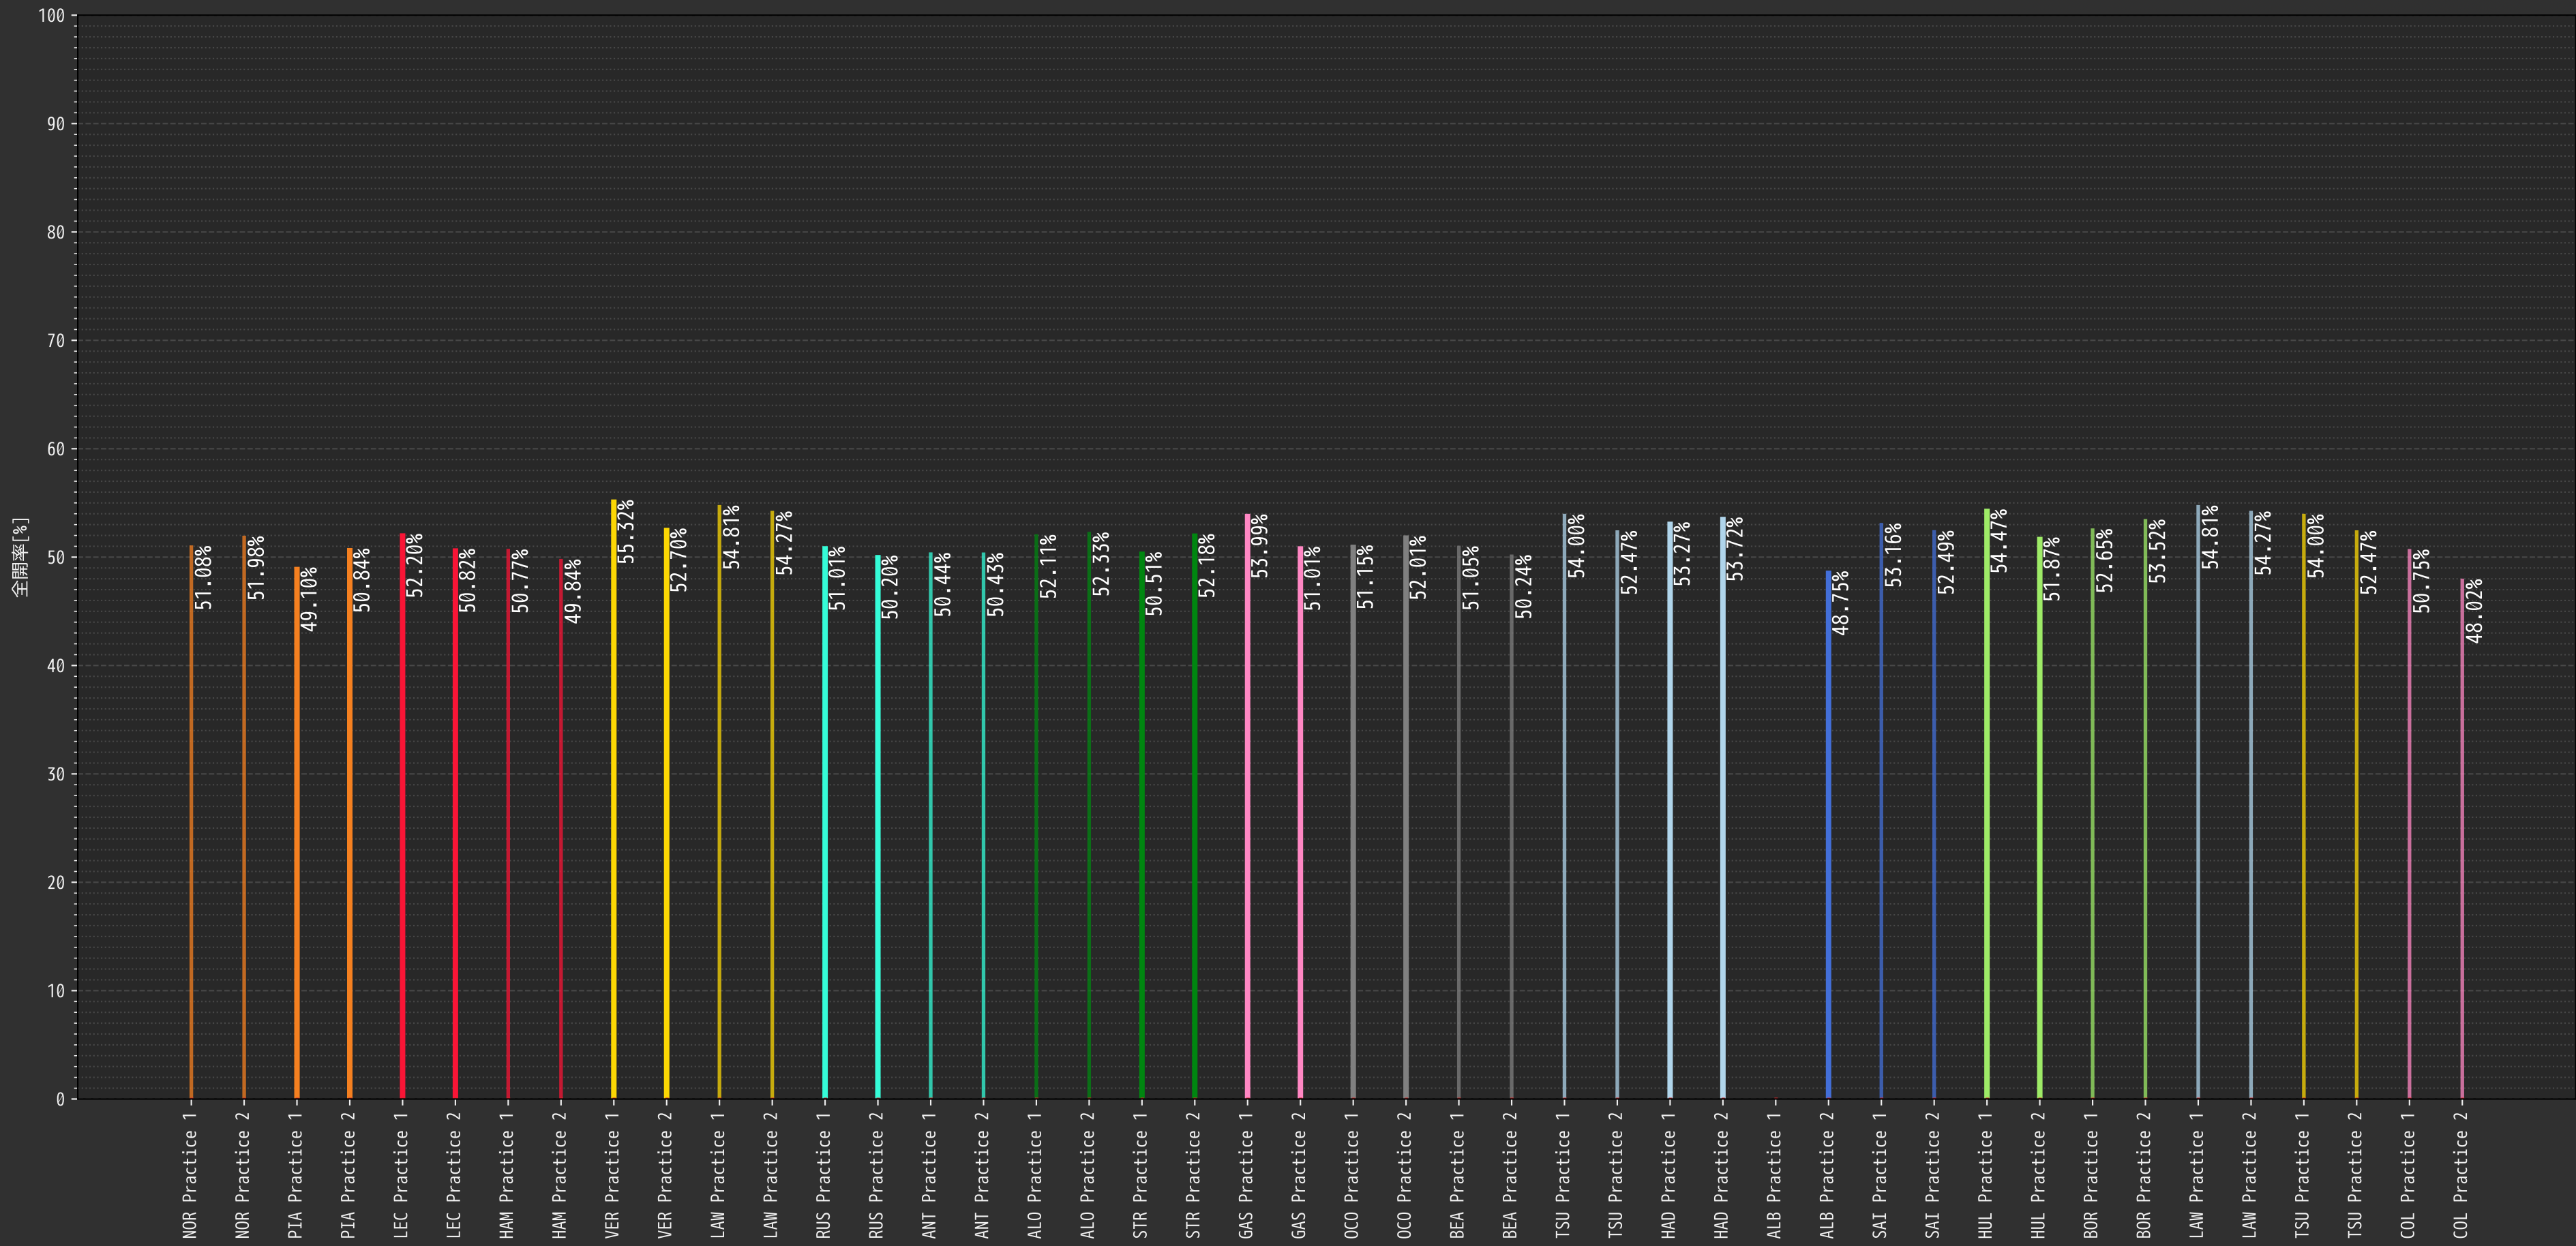 全開率[%]
100
90
80
70
60
50
40
30
20
10
0
51.08%
51.98%
49.10%
50.84%
52.20%
50.82%
50.77%
49.84%
55.32%
52.70%
54.81%
54.27%
51.01%
50.20%
50.44%
50.43%
52.11%
52.33%
50.51%
52.18%
53.99%
51.01%
51.15%
52.01%
51.05%
50.24%
54.00%
52.47%
53.27%
53.72%
48.75%
53.16%
52.49%
54.47%
51.87%
52.65%
53.52%
54.81%
54.27%
54.00%
52.47%
50.75%
48.02%
NOR Practice 1
NOR Practice 2
PIA Practice 1
PIA Practice 2
LEC Practice 1
LEC Practice 2
HAM Practice 1
HAM Practice 2
VER Practice 1
VER Practice 2
LAW Practice 1
LAW Practice 2
RUS Practice 1
RUS Practice 2
ANT Practice 1
ANT Practice 2
ALO Practice 1
ALO Practice 2
STR Practice 1
STR Practice 2
GAS Practice 1
GAS Practice 2
OCO Practice 1
OCO Practice 2
BEA Practice 1
BEA Practice 2
TSU Practice 1
TSU Practice 2
HAD Practice 1
HAD Practice 2
ALB Practice 1
ALB Practice 2
SAI Practice 1
SAI Practice 2
HUL Practice 1
HUL Practice 2
BOR Practice 1
BOR Practice 2
LAW Practice 1
LAW Practice 2
TSU Practice 1
TSU Practice 2
COL Practice 1
COL Practice 2